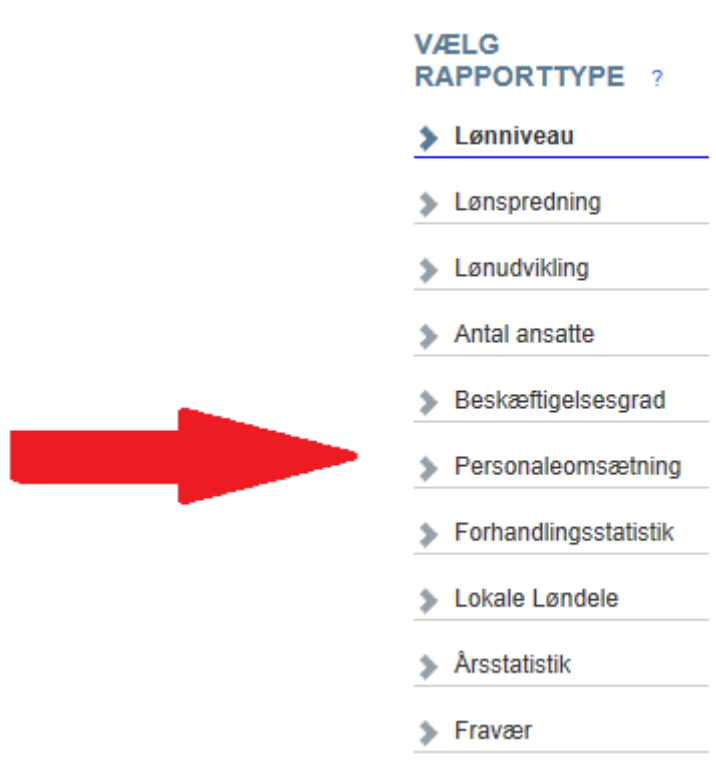 VÆLG
RAPPORTTYPE ?
Lønniveau
Lønspredning
Lønudvikling
Antal ansatte
Beskæftigelsesgrad
Personaleomsætning
Forhandlingsstatistik
Lokale Løndele
Årsstatistik
Fravær